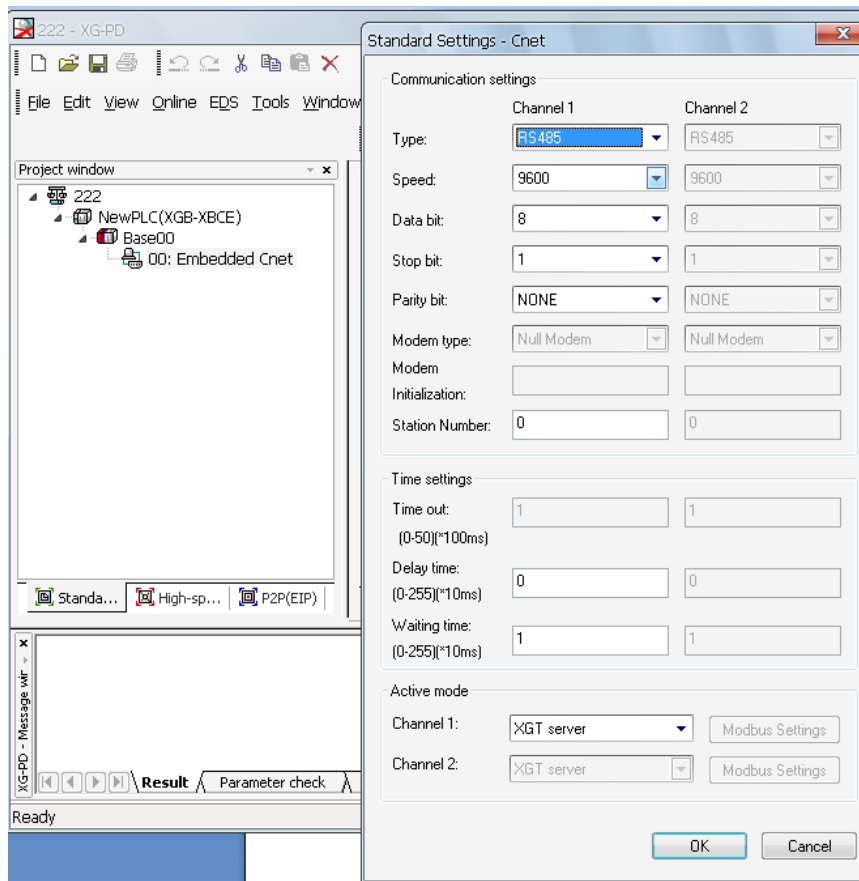 222 - XG-PD
File Edit View Online EDS Tools Window
Project window
222
NewPLC(XGB-XBCE)
Base00
00: Embedded Cnet
Standa... High-sp... P2P(EIP)
XG-PD - Message wir
Result Parameter check
Ready
Standard Settings - Cnet
Communication settings
Channel 1 Channel 2
Type: RS485 RS485
Speed: 9600 9600
Data bit: 8 8
Stop bit: 1 1
Parity bit: NONE NONE
Modem type: Null Modem Null Modem
Modem
Initialization:
Station Number: 0 0
Time settings
Time out: 1 1
(0-50)(*100ms)
Delay time:
(0-255)(*10ms) 0 0
Waiting time:
(0-255)(*10ms) 1 1
Active mode
Channel 1: XGT server Modbus Settings
Channel 2: XGT server Modbus Settings
OK Cancel